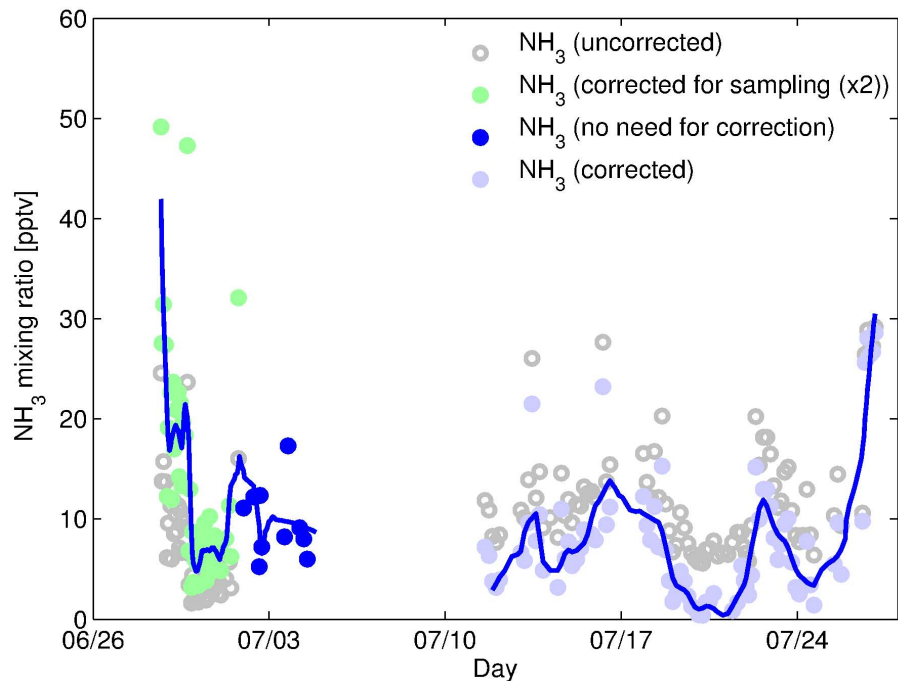 60
50
40
30
20
10
0
NH₃ mixing ratio [pptv]
NH₃ (uncorrected)
NH₃ (corrected for sampling (x2))
NH₃ (no need for correction)
NH₃ (corrected)
06/26 07/03 07/10 07/17 07/24
Day